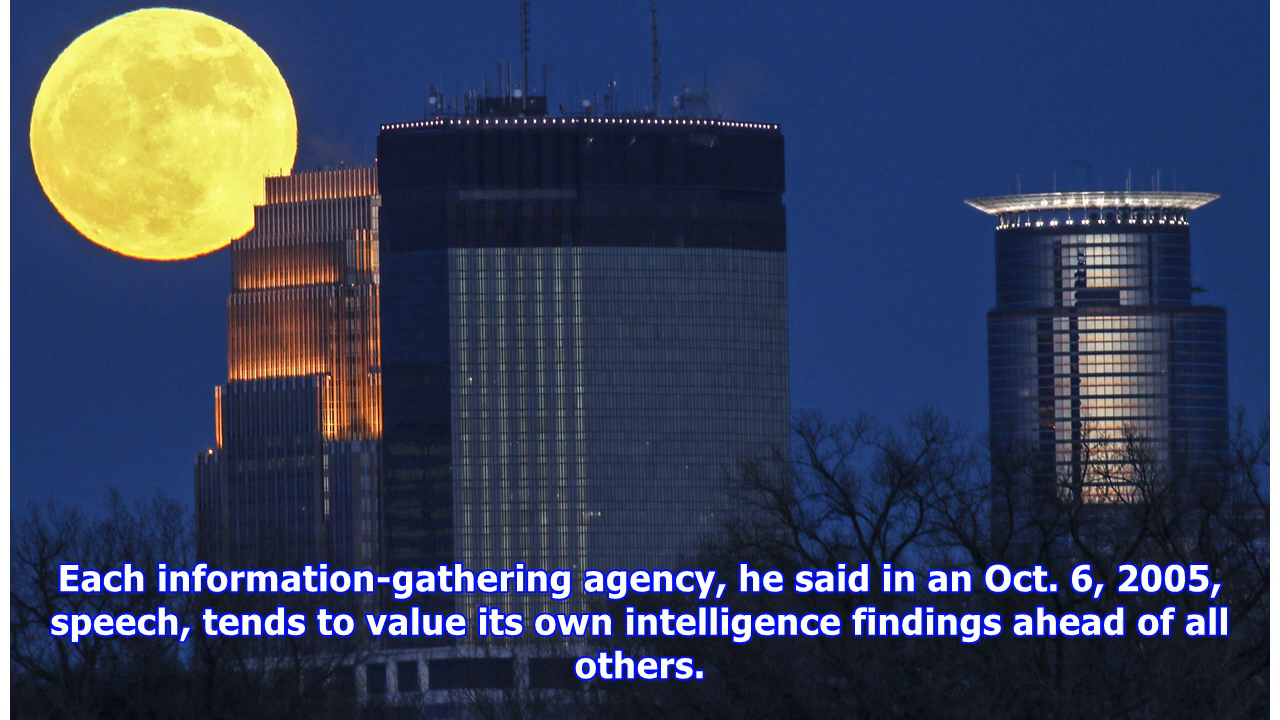 Each information-gathering agency, he said in an Oct. 6, 2005,
speech, tends to value its own intelligence findings ahead of all
others.